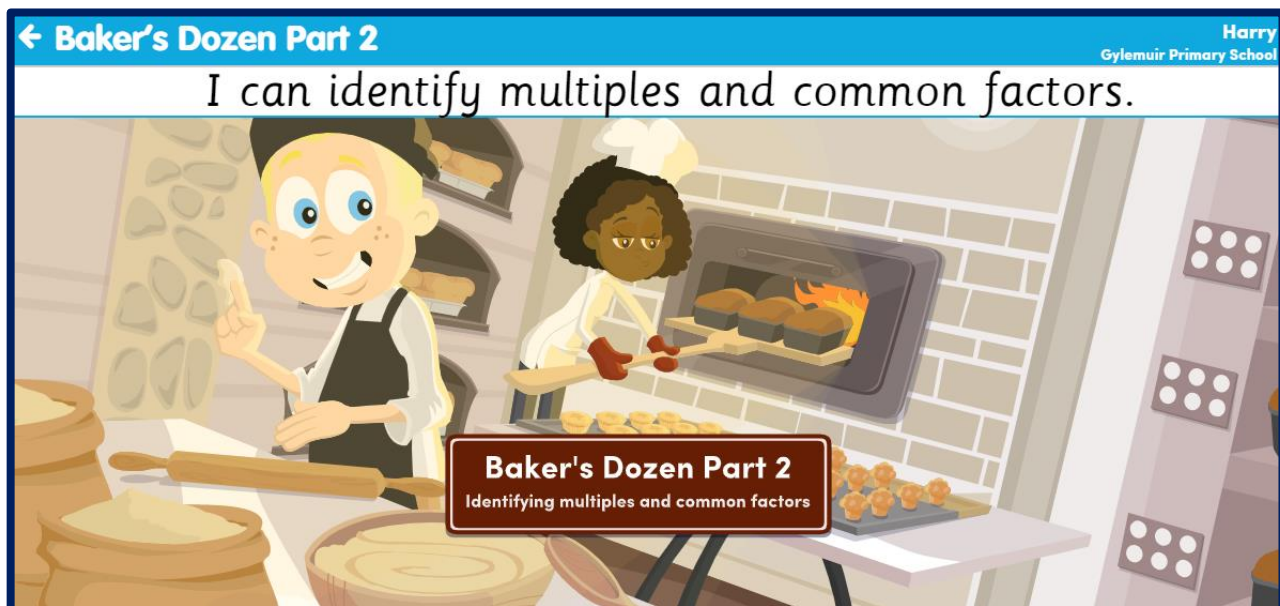 ← Baker's Dozen Part 2
Harry
Gylemuir Primary School
I can identify multiples and common factors.
Baker's Dozen Part 2
Identifying multiples and common factors